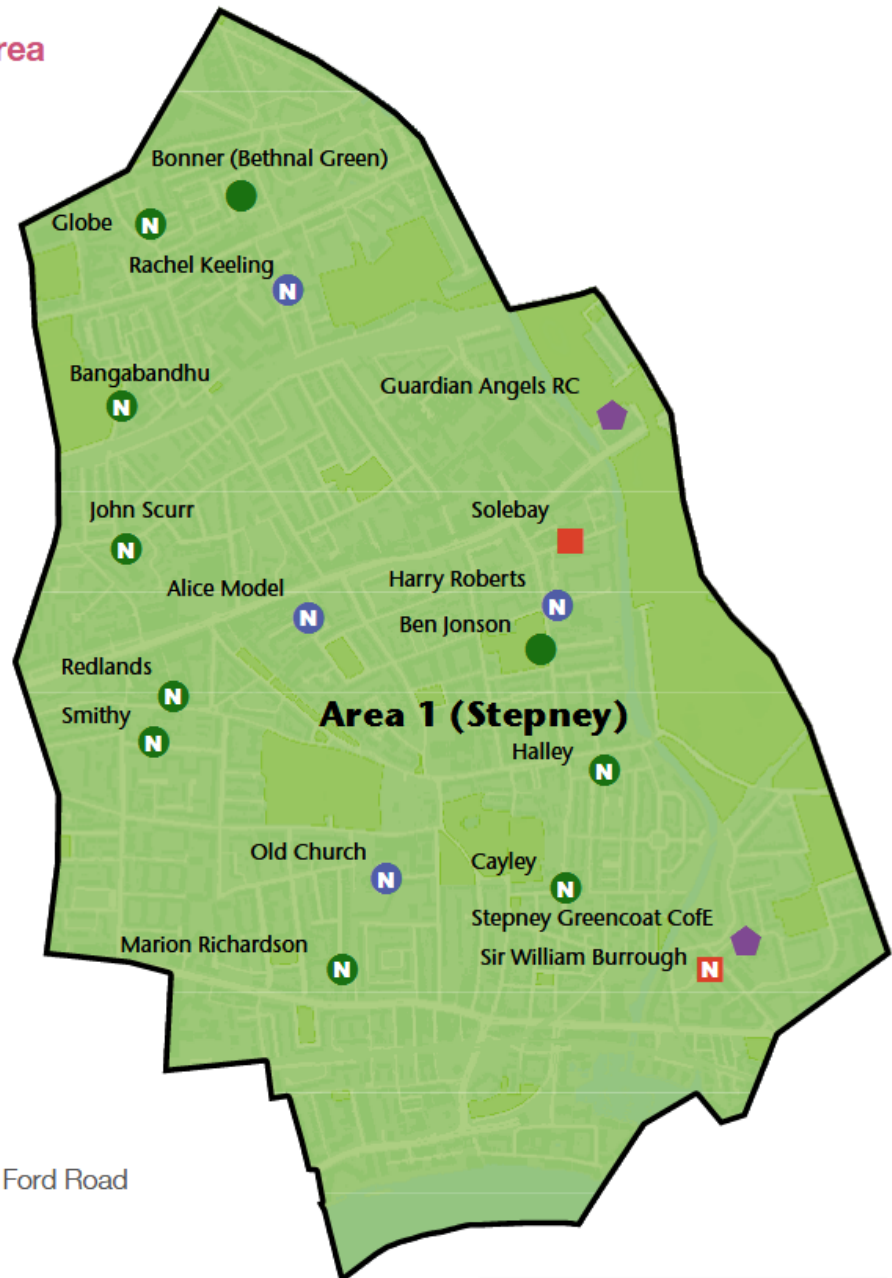 rea
Bonner (Bethnal Green)
Globe
N
Rachel Keeling
N
Bangabandhu
N
Guardian Angels RC
John Scurr
N
Solebay
Alice Model
N
Harry Roberts
N
Ben Jonson
Redlands
N
Smithy
N
Area 1 (Stepney)
Halley
N
Old Church
N
Cayley
N
Stepney Greencoat CofE
Marion Richardson
N
Sir William Burrough
N
Ford Road